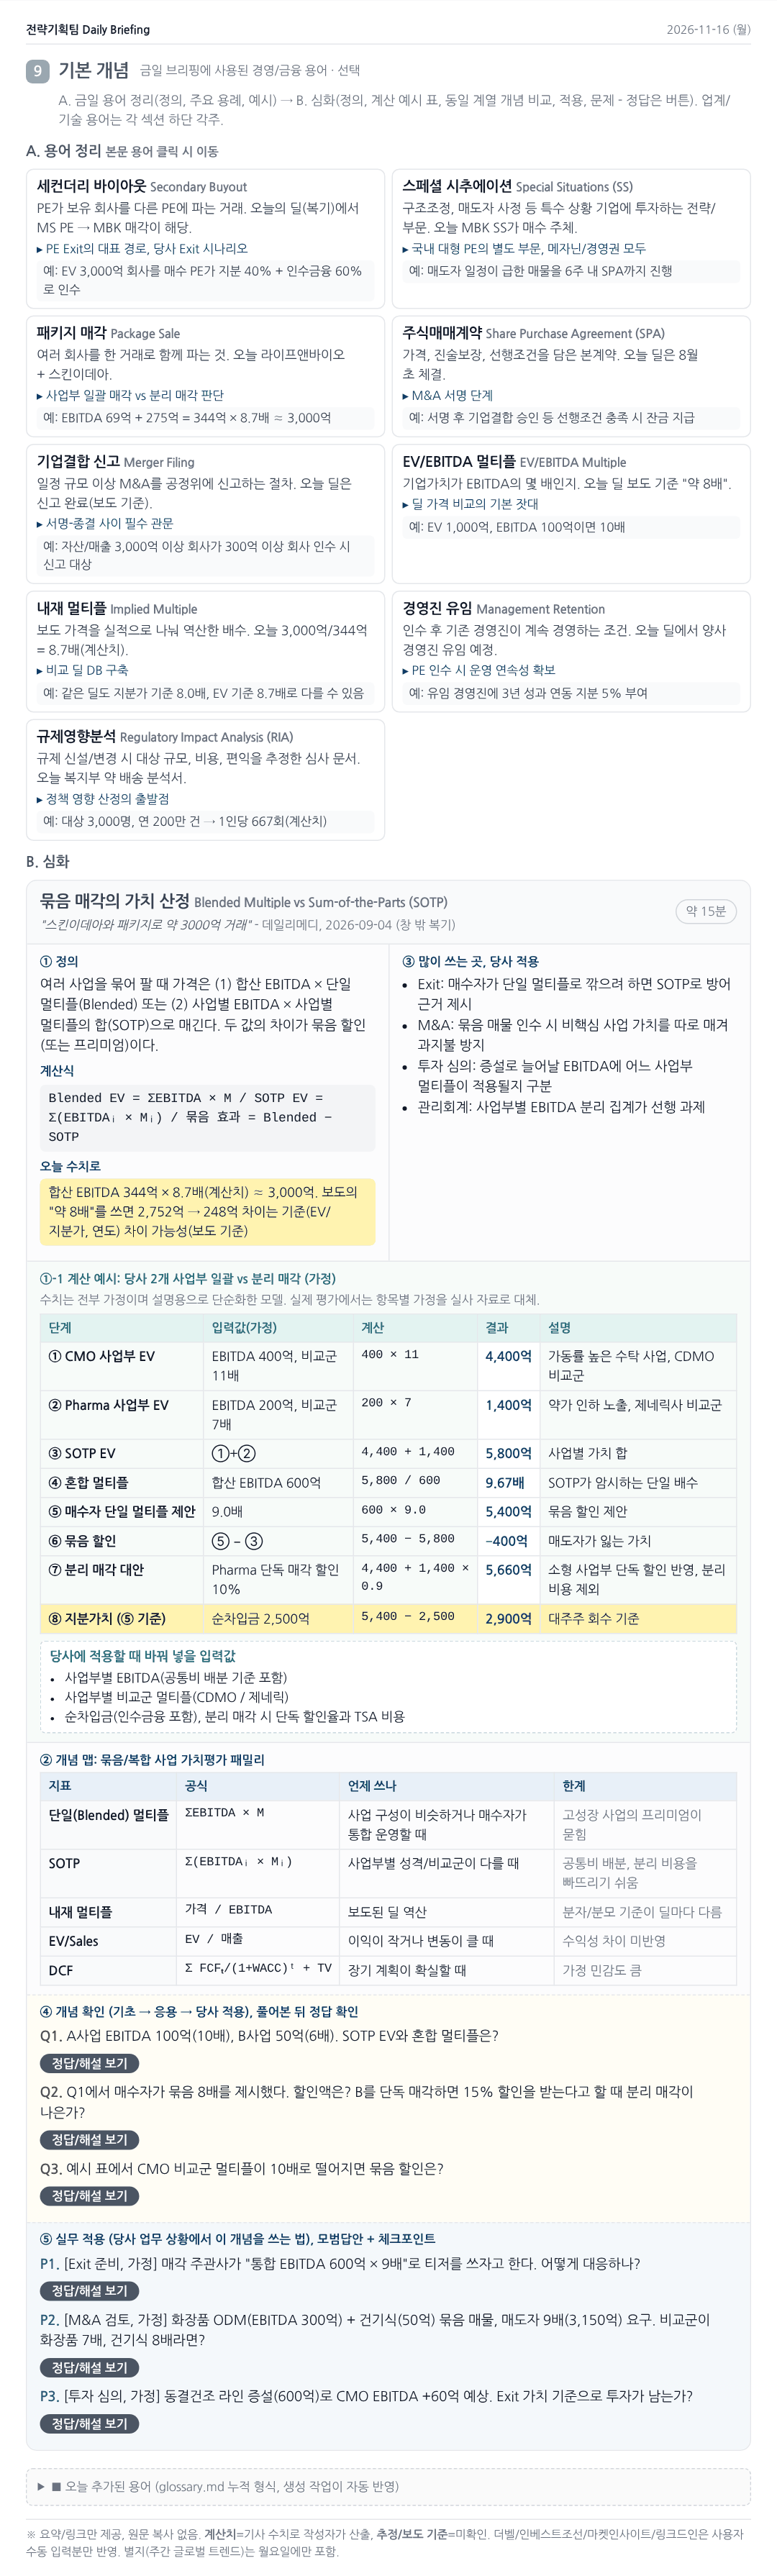 전략기획팀 Daily Briefing
2026-11-16 (월)
9 기본 개념 금일 브리핑에 사용된 경영/금융 용어 · 선택
A. 금일 용어 정리(정의, 주요 용례, 예시) → B. 심화(정의, 계산 예시 표, 동일 계열 개념 비교, 적용, 문제 - 정답은 버튼). 업계/
기술 용어는 각 섹션 하단 각주.
A. 용어 정리 본문 용어 클릭 시 이동
세컨더리 바이아웃 Secondary Buyout
PE가 보유 회사를 다른 PE에 파는 거래. 오늘의 딜(복기)에서
MS PE → MBK 매각이 해당.
▸ PE Exit의 대표 경로, 당사 Exit 시나리오
예: EV 3,000억 회사를 매수 PE가 지분 40% + 인수금융 60%
로 인수
스페셜 시추에이션 Special Situations (SS)
구조조정, 매도자 사정 등 특수 상황 기업에 투자하는 전략/
부문. 오늘 MBK SS가 매수 주체.
▸ 국내 대형 PE의 별도 부문, 메자닌/경영권 모두
예: 매도자 일정이 급한 매물을 6주 내 SPA까지 진행
패키지 매각 Package Sale
여러 회사를 한 거래로 함께 파는 것. 오늘 라이프앤바이오
+ 스킨이데아.
▸ 사업부 일괄 매각 vs 분리 매각 판단
예: EBITDA 69억 + 275억 = 344억 × 8.7배 ≈ 3,000억
주식매매계약 Share Purchase Agreement (SPA)
가격, 진술보장, 선행조건을 담은 본계약. 오늘 딜은 8월
초 체결.
▸ M&A 서명 단계
예: 서명 후 기업결합 승인 등 선행조건 충족 시 잔금 지급
기업결합 신고 Merger Filing
일정 규모 이상 M&A를 공정위에 신고하는 절차. 오늘 딜은
신고 완료(보도 기준).
▸ 서명-종결 사이 필수 관문
예: 자산/매출 3,000억 이상 회사가 300억 이상 회사 인수 시
신고 대상
EV/EBITDA 멀티플 EV/EBITDA Multiple
기업가치가 EBITDA의 몇 배인지. 오늘 딜 보도 기준 "약 8배".
▸ 딜 가격 비교의 기본 잣대
예: EV 1,000억, EBITDA 100억이면 10배
내재 멀티플 Implied Multiple
보도 가격을 실적으로 나눠 역산한 배수. 오늘 3,000억/344억
= 8.7배(계산치).
▸ 비교 딜 DB 구축
예: 같은 딜도 지분가 기준 8.0배, EV 기준 8.7배로 다를 수 있음
경영진 유임 Management Retention
인수 후 기존 경영진이 계속 경영하는 조건. 오늘 딜에서 양사
경영진 유임 예정.
▸ PE 인수 시 운영 연속성 확보
예: 유임 경영진에 3년 성과 연동 지분 5% 부여
규제영향분석 Regulatory Impact Analysis (RIA)
규제 신설/변경 시 대상 규모, 비용, 편익을 추정한 심사 문서.
오늘 복지부 약 배송 분석서.
▸ 정책 영향 산정의 출발점
예: 대상 3,000명, 연 200만 건 → 1인당 667회(계산치)
B. 심화
묶음 매각의 가치 산정 Blended Multiple vs Sum-of-the-Parts (SOTP)
"스킨이데아와 패키지로 약 3000억 거래" - 데일리메디, 2026-09-04 (창 밖 복기)
약 15분
① 정의
여러 사업을 묶어 팔 때 가격은 (1) 합산 EBITDA × 단일
멀티플(Blended) 또는 (2) 사업별 EBITDA × 사업별
멀티플의 합(SOTP)으로 매긴다. 두 값의 차이가 묶음 할인
(또는 프리미엄)이다.
계산식
Blended EV = ΣEBITDA × M / SOTP EV =
Σ(EBITDAᵢ × Mᵢ) / 묶음 효과 = Blended −
SOTP
오늘 수치로
합산 EBITDA 344억 × 8.7배(계산치) ≈ 3,000억. 보도의
"약 8배"를 쓰면 2,752억 → 248억 차이는 기준(EV/
지분가, 연도) 차이 가능성(보도 기준)
③ 많이 쓰는 곳, 당사 적용
• Exit: 매수자가 단일 멀티플로 깎으려 하면 SOTP로 방어
근거 제시
• M&A: 묶음 매물 인수 시 비핵심 사업 가치를 따로 매겨
과지불 방지
• 투자 심의: 증설로 늘어날 EBITDA에 어느 사업부
멀티플이 적용될지 구분
• 관리회계: 사업부별 EBITDA 분리 집계가 선행 과제
①-1 계산 예시: 당사 2개 사업부 일괄 vs 분리 매각 (가정)
수치는 전부 가정이며 설명용으로 단순화한 모델. 실제 평가에서는 항목별 가정을 실사 자료로 대체.
단계 입력값(가정) 계산 결과 설명
① CMO 사업부 EV EBITDA 400억, 비교군 11배 400 × 11 4,400억 가동률 높은 수탁 사업, CDMO 비교군
② Pharma 사업부 EV EBITDA 200억, 비교군 7배 200 × 7 1,400억 약가 인하 노출, 제네릭사 비교군
③ SOTP EV ①+② 4,400 + 1,400 5,800억 사업별 가치 합
④ 혼합 멀티플 합산 EBITDA 600억 5,800 / 600 9.67배 SOTP가 암시하는 단일 배수
⑤ 매수자 단일 멀티플 제안 9.0배 600 × 9.0 5,400억 묶음 할인 제안
⑥ 묶음 할인 ⑤ − ③ 5,400 − 5,800 −400억 매도자가 잃는 가치
⑦ 분리 매각 대안 Pharma 단독 매각 할인 10% 4,400 + 1,400 × 0.9 5,660억 소형 사업부 단독 할인 반영, 분리 비용 제외
⑧ 지분가치 (⑤ 기준) 순차입금 2,500억 5,400 − 2,500 2,900억 대주주 회수 기준
당사에 적용할 때 바꿔 넣을 입력값
• 사업부별 EBITDA(공통비 배분 기준 포함)
• 사업부별 비교군 멀티플(CDMO / 제네릭)
• 순차입금(인수금융 포함), 분리 매각 시 단독 할인율과 TSA 비용
② 개념 맵: 묶음/복합 사업 가치평가 패밀리
지표 공식 언제 쓰나 한계
단일(Blended) 멀티플 ΣEBITDA × M 사업 구성이 비슷하거나 매수자가 통합 운영할 때 고성장 사업의 프리미엄이 묻힘
SOTP Σ(EBITDAᵢ × Mᵢ) 사업부별 성격/비교군이 다를 때 공통비 배분, 분리 비용을 빠뜨리기 쉬움
내재 멀티플 가격 / EBITDA 보도된 딜 역산 분자/분모 기준이 딜마다 다름
EV/Sales EV / 매출 이익이 작거나 변동이 클 때 수익성 차이 미반영
DCF Σ FCFₜ/(1+WACC)ᵗ + TV 장기 계획이 확실할 때 가정 민감도 큼
④ 개념 확인 (기초 → 응용 → 당사 적용), 풀어본 뒤 정답 확인
Q1. A사업 EBITDA 100억(10배), B사업 50억(6배). SOTP EV와 혼합 멀티플은?
정답/해설 보기
Q2. Q1에서 매수자가 묶음 8배를 제시했다. 할인액은? B를 단독 매각하면 15% 할인을 받는다고 할 때 분리 매각이
나은가?
정답/해설 보기
Q3. 예시 표에서 CMO 비교군 멀티플이 10배로 떨어지면 묶음 할인은?
정답/해설 보기
⑤ 실무 적용 (당사 업무 상황에서 이 개념을 쓰는 법), 모범답안 + 체크포인트
P1. [Exit 준비, 가정] 매각 주관사가 "통합 EBITDA 600억 × 9배"로 티저를 쓰자고 한다. 어떻게 대응하나?
정답/해설 보기
P2. [M&A 검토, 가정] 화장품 ODM(EBITDA 300억) + 건기식(50억) 묶음 매물, 매도자 9배(3,150억) 요구. 비교군이
화장품 7배, 건기식 8배라면?
정답/해설 보기
P3. [투자 심의, 가정] 동결건조 라인 증설(600억)로 CMO EBITDA +60억 예상. Exit 가치 기준으로 투자가 남는가?
정답/해설 보기
▶ ■ 오늘 추가된 용어 (glossary.md 누적 형식, 생성 작업이 자동 반영)
※ 요약/링크만 제공, 원문 복사 없음. 계산치=기사 수치로 작성자가 산출, 추정/보도 기준=미확인. 더벨/인베스트조선/마켓인사이트/링크드인은 사용자
수동 입력분만 반영. 별지(주간 글로벌 트렌드)는 월요일에만 포함.